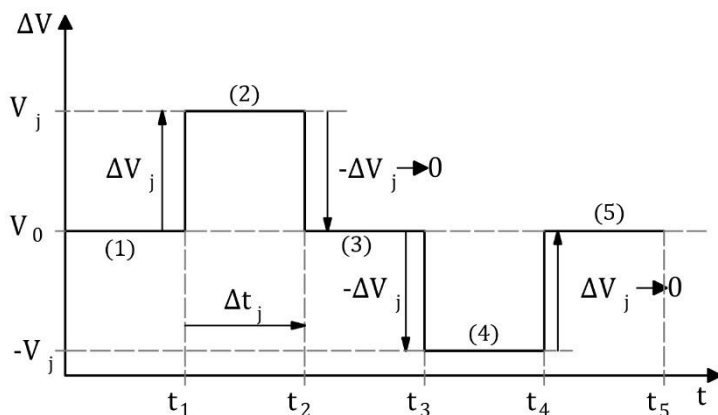 ΔV
V j
(2)
ΔV j
-ΔV j → 0
V 0
(1)
(3)
(5)
Δt j
-ΔV j
ΔV j → 0
-V j
(4)
t 1
t 2
t 3
t 4
t
t 5